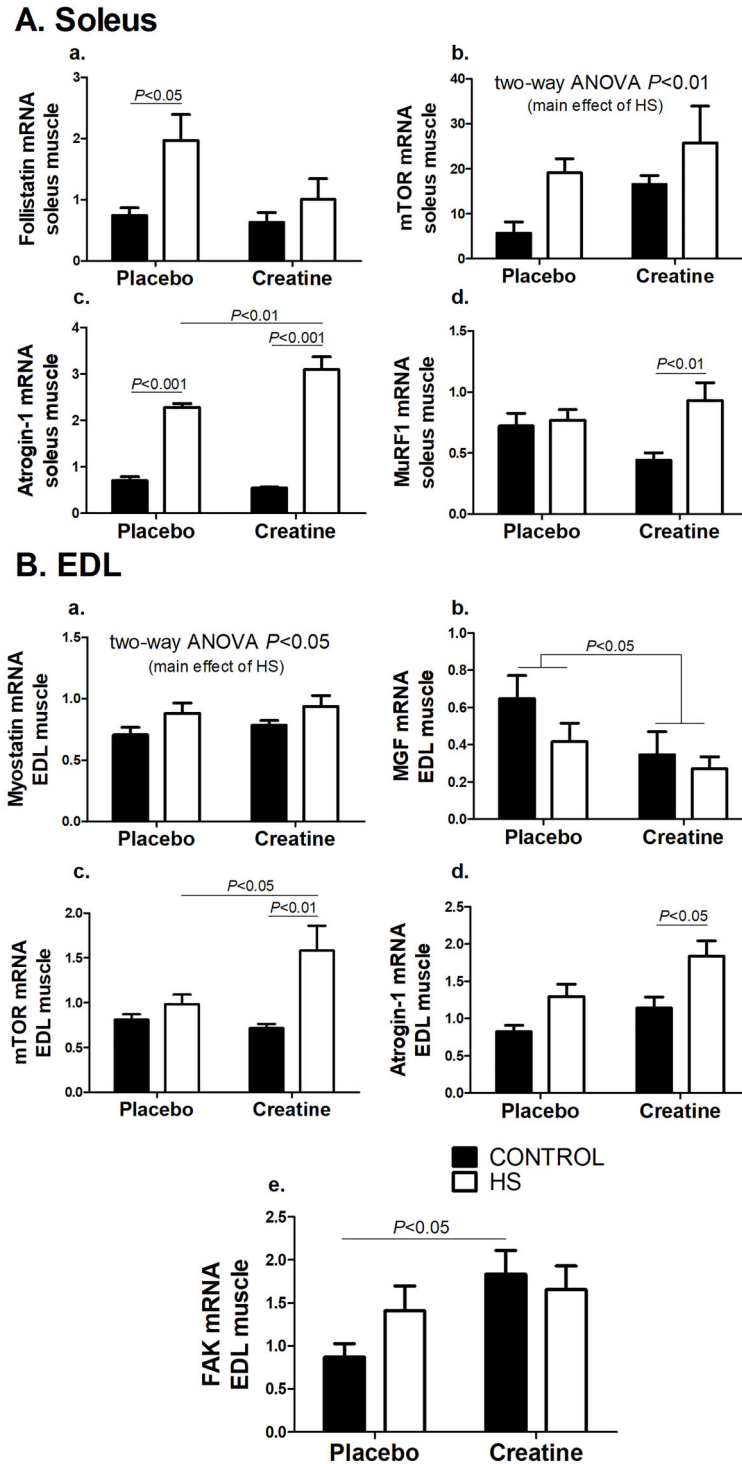 A. Soleus
a.
Follistatin mRNA
soleus muscle
3
2
1
0
P<0.05
Placebo
Creatine
b.
mTOR mRNA
soleus muscle
40
30
20
10
0
two-way ANOVA P<0.01
(main effect of HS)
Placebo
Creatine
c.
Atrogin-1 mRNA
soleus muscle
4
3
2
1
0
P<0.01
P<0.001
P<0.001
Placebo
Creatine
d.
MuRF1 mRNA
soleus muscle
1.5
1.0
0.5
0.0
P<0.01
Placebo
Creatine
B. EDL
a.
Myostatin mRNA
EDL muscle
1.5
1.0
0.5
0.0
two-way ANOVA P<0.05
(main effect of HS)
Placebo
Creatine
b.
MGF mRNA
EDL muscle
1.0
0.8
0.6
0.4
0.2
0.0
P<0.05
Placebo
Creatine
c.
mTOR mRNA
EDL muscle
2.0
1.5
1.0
0.5
0.0
P<0.05
P<0.01
Placebo
Creatine
d.
Atrogin-1 mRNA
EDL muscle
2.5
2.0
1.5
1.0
0.5
0.0
P<0.05
Placebo
Creatine
CONTROL
HS
e.
FAK mRNA
EDL muscle
2.5
2.0
1.5
1.0
0.5
0.0
P<0.05
Placebo
Creatine